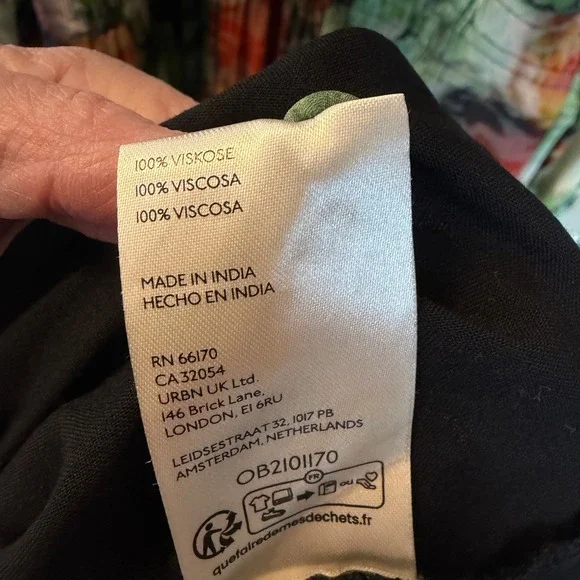 100% VISKOSE
100% VISCOSA
100% VISCOSA
MADE IN INDIA
HECHO EN INDIA
RN 66170
CA 32054
URBN UK Ltd.
146 Brick Lane,
LONDON, E1 6RU
LEIDSESTRAAT 32, 1017 PB
AMSTERDAM, NETHERLANDS
OB2101170
FR
ou
quefairedemesdechets.fr